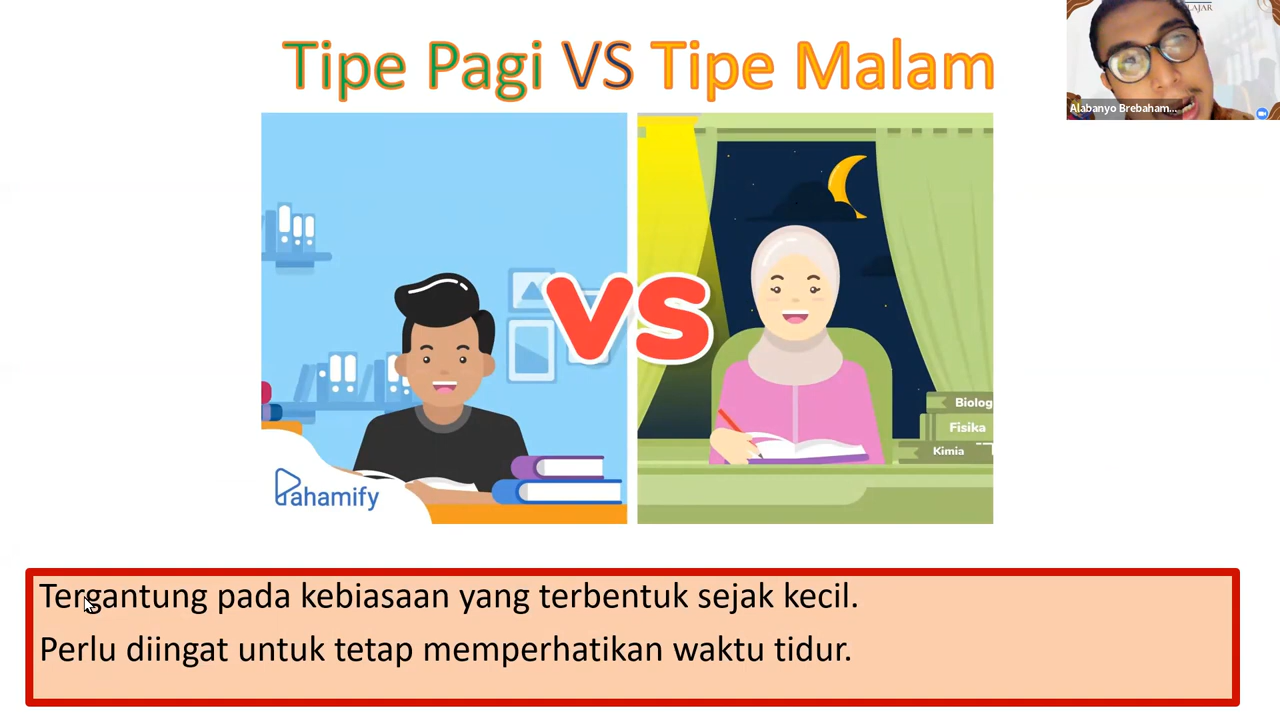 Tipe Pagi VS Tipe Malam
LAJAR
Alabanyo Brebaham...
VS
Biolog
Fisika
Kimia
Pahamify
Tergantung pada kebiasaan yang terbentuk sejak kecil.
Perlu diingat untuk tetap memperhatikan waktu tidur.